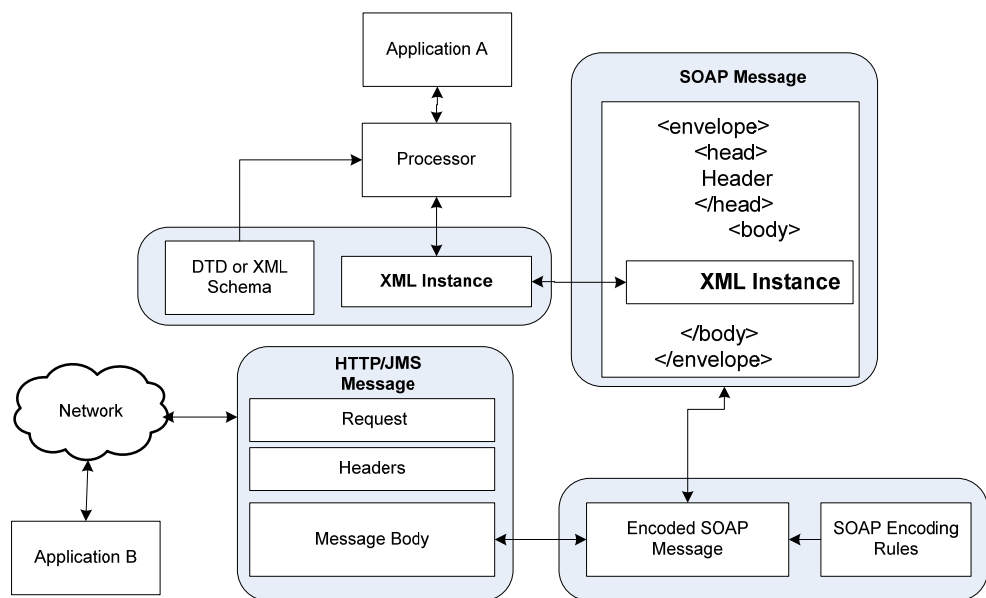 Application A
Processor
DTD or XML
Schema
XML Instance
SOAP Message
<envelope>
<head>
Header
</head>
<body>
XML Instance
</body>
</envelope>
HTTP/JMS
Message
Request
Headers
Message Body
Network
Application B
Encoded SOAP
Message
SOAP Encoding
Rules